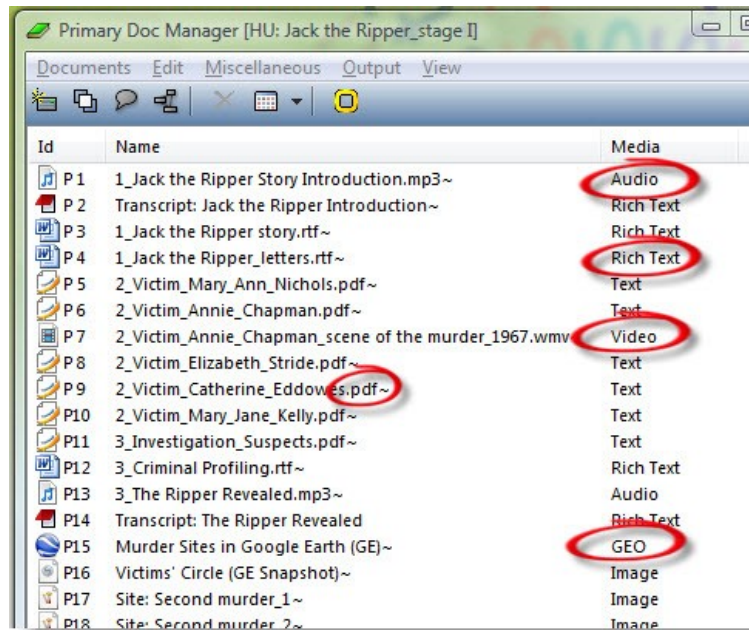 Primary Doc Manager [HU: Jack the Ripper_stage I]
Documents Edit Miscellaneous Output View
Id Name Media
P 1 1_Jack the Ripper Story Introduction.mp3~ Audio
P 2 Transcript: Jack the Ripper Introduction~ Rich Text
P 3 1_Jack the Ripper story.rtf~ Rich Text
P 4 1_Jack the Ripper_letters.rtf~ Rich Text
P 5 2_Victim_Mary_Ann_Nichols.pdf~ Text
P 6 2_Victim_Annie_Chapman.pdf~ Text
P 7 2_Victim_Annie_Chapman_scene of the murder_1967.wmv Video
P 8 2_Victim_Elizabeth_Stride.pdf~ Text
P 9 2_Victim_Catherine_Eddowes.pdf~ Text
P10 2_Victim_Mary_Jane_Kelly.pdf~ Text
P11 3_Investigation_Suspects.pdf~ Text
P12 3_Criminal Profiling.rtf~ Rich Text
P13 3_The Ripper Revealed.mp3~ Audio
P14 Transcript: The Ripper Revealed Rich Text
P15 Murder Sites in Google Earth (GE)~ GEO
P16 Victims' Circle (GE Snapshot)~ Image
P17 Site: Second murder_1~ Image
P18 Site: Second murder_2~ Image